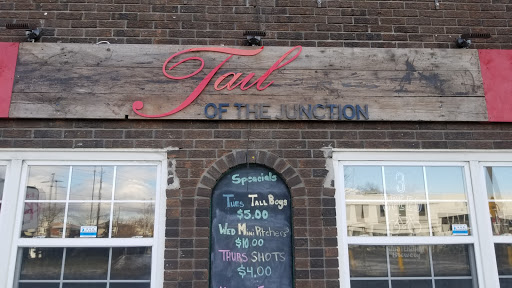 Tail
OF THE JUNCTION
Specials
Tues Tall Boys
$5.00
Wed Mini Pitchers
$10.00
Thurs Shots
$4.00